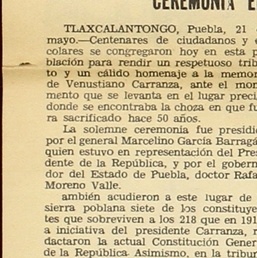 CEREMONIA E
TLAXCALANTONGO, Puebla, 21
mayo.—Centenares de ciudadanos y e
colares se congregaron hoy en esta p
blación para rendir un respetuoso trib
to y un cálido homenaje a la memor
de Venustiano Carranza, ante el mon
mento que se levanta en el lugar preci
donde se encontraba la choza en que fu
ra sacrificado hace 50 años.
La solemne ceremonia fue presidi
por el general Marcelino García Barragá
quien estuvo en representación del Pres
dente de la República, y por el gobern
dor del Estado de Puebla, doctor Rafa
Moreno Valle.
ambién acudieron a este lugar de
sierra poblana siete de los constituye
tes que sobreviven a los 218 que en 191
a iniciativa del presidente Carranza, r
dactaron la actual Constitución Gener
de la República Asimismo, en la tribun